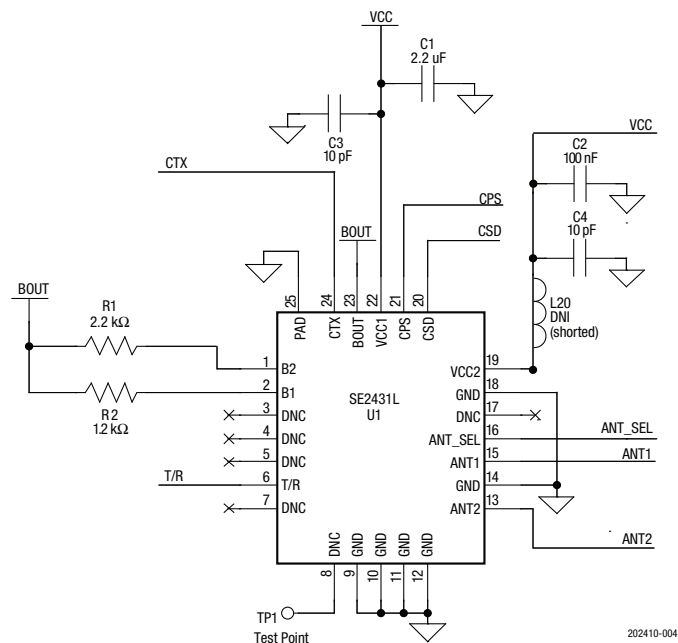 VCC
C1
2.2 uF
C3
10 pF
VCC
C2
100 nF
CTX
CPS
C4
10 pF
BOUT
CSD
BOUT
R1
2.2 kΩ
25
24
23
22
21
20
PAD
CTX
BOUT
VCC1
CPS
CSD
L20
DNI
(shorted)
1 B2
2 B1
3 DNC
4 DNC
5 DNC
T/R 6 T/R
7 DNC
R2
1.2 kΩ
SE2431L
U1
VCC2 19
GND 18
DNC 17
ANT_SEL 16 ANT_SEL
ANT1 15 ANT1
GND 14
ANT2 13
ANT2
DNC
GND
GND
GND
GND
8
9
10
11
12
TP1
Test Point
202410-004